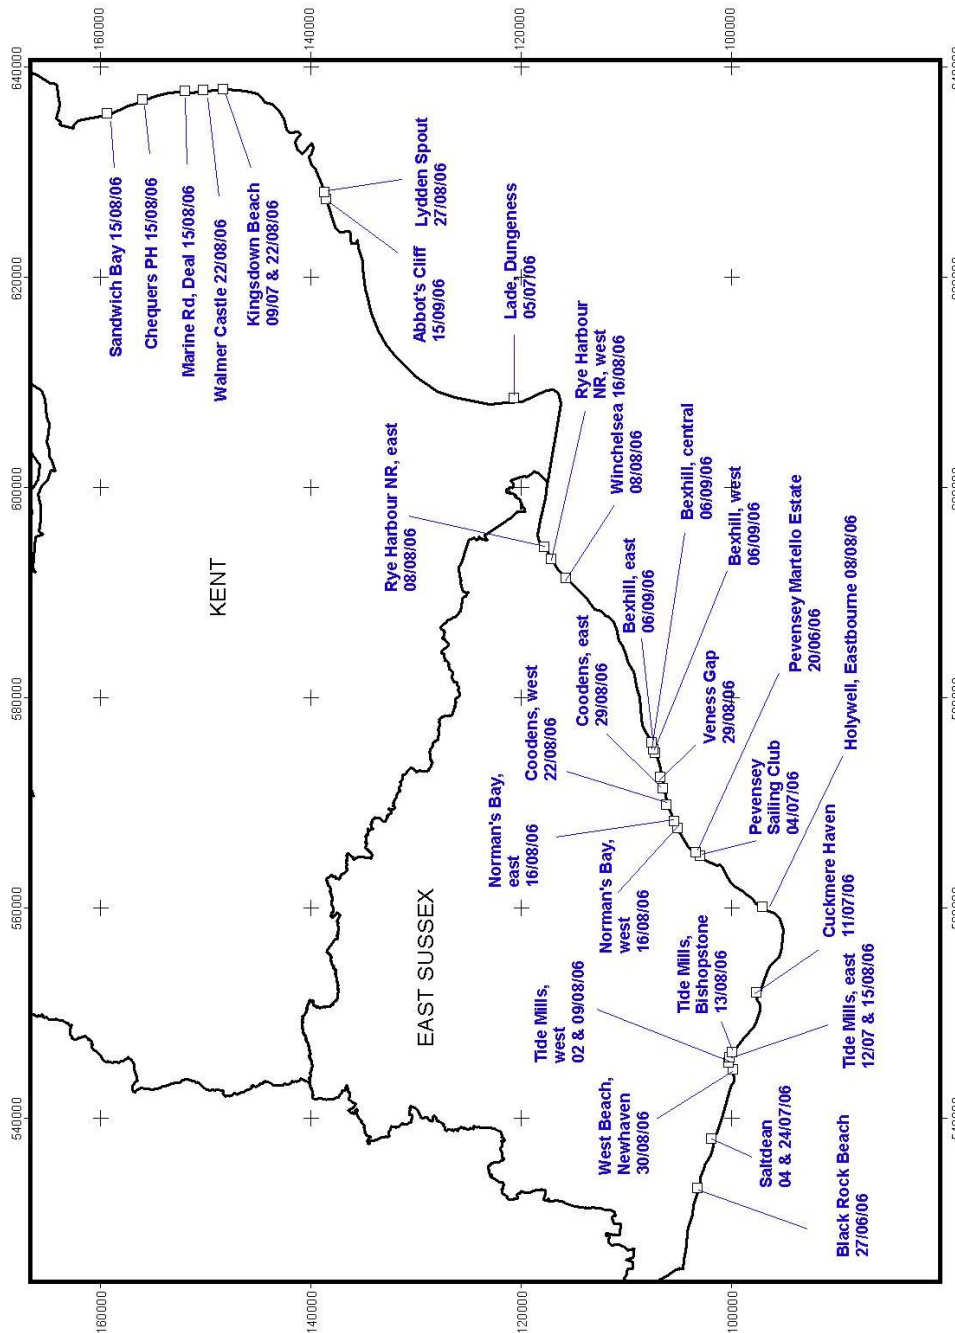 540000
560000
580000
600000
620000
640000
160000
160000
140000
140000
120000
120000
100000
100000
KENT
EAST SUSSEX
Sandwich Bay 15/08/06
Chequers PH 15/08/06
Marine Rd, Deal 15/08/06
Walmer Castle 22/08/06
Kingsdown Beach
09/07 & 22/08/06
Lydden Spout
27/08/06
Abbot's Cliff
15/09/06
Lade, Dungeness
05/07/06
Rye Harbour NR, east
08/08/06
Rye Harbour
NR, west
16/08/06
Winchelsea
08/08/06
Bexhill, east
06/09/06
Bexhill, central
06/09/06
Bexhill, west
06/09/06
Coodens, east
29/08/06
Veness Gap
29/08/06
Coodens, west
22/08/06
Norman's Bay,
east
16/08/06
Norman's Bay,
west
16/08/06
Pevensey Martello Estate
20/06/06
Pevensey
Sailing Club
04/07/06
Holywell, Eastbourne 08/08/06
Cuckmere Haven
11/07/06
Tide Mills,
Bishopstone
13/08/06
Tide Mills, east
12/07 & 15/08/06
Tide Mills,
west
02 & 09/08/06
West Beach,
Newhaven
30/08/06
Saltdean
04 & 24/07/06
Black Rock Beach
27/06/06